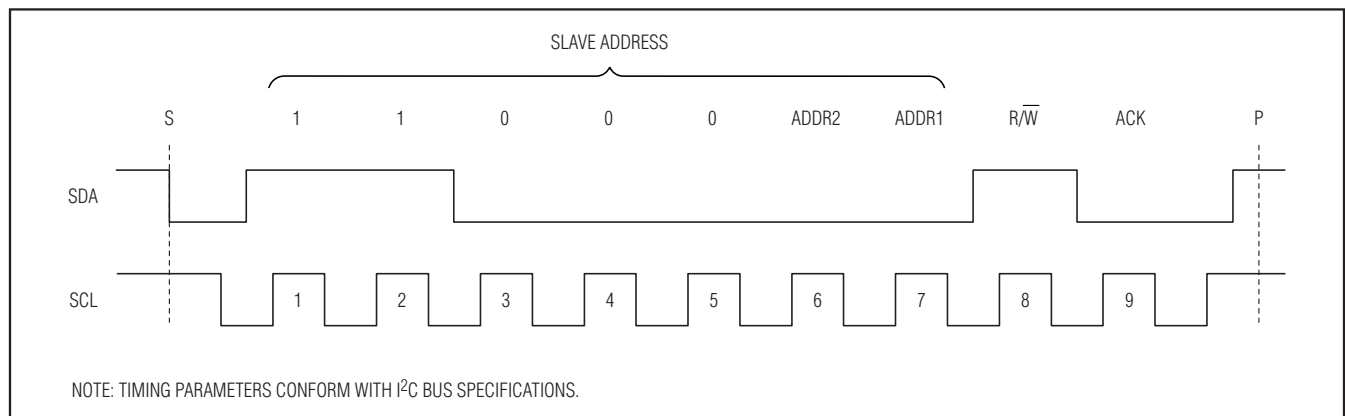 SLAVE ADDRESS
S 1 1 0 0 0 ADDR2 ADDR1 R/W̅ ACK P
SDA
SCL 1 2 3 4 5 6 7 8 9
NOTE: TIMING PARAMETERS CONFORM WITH I²C BUS SPECIFICATIONS.